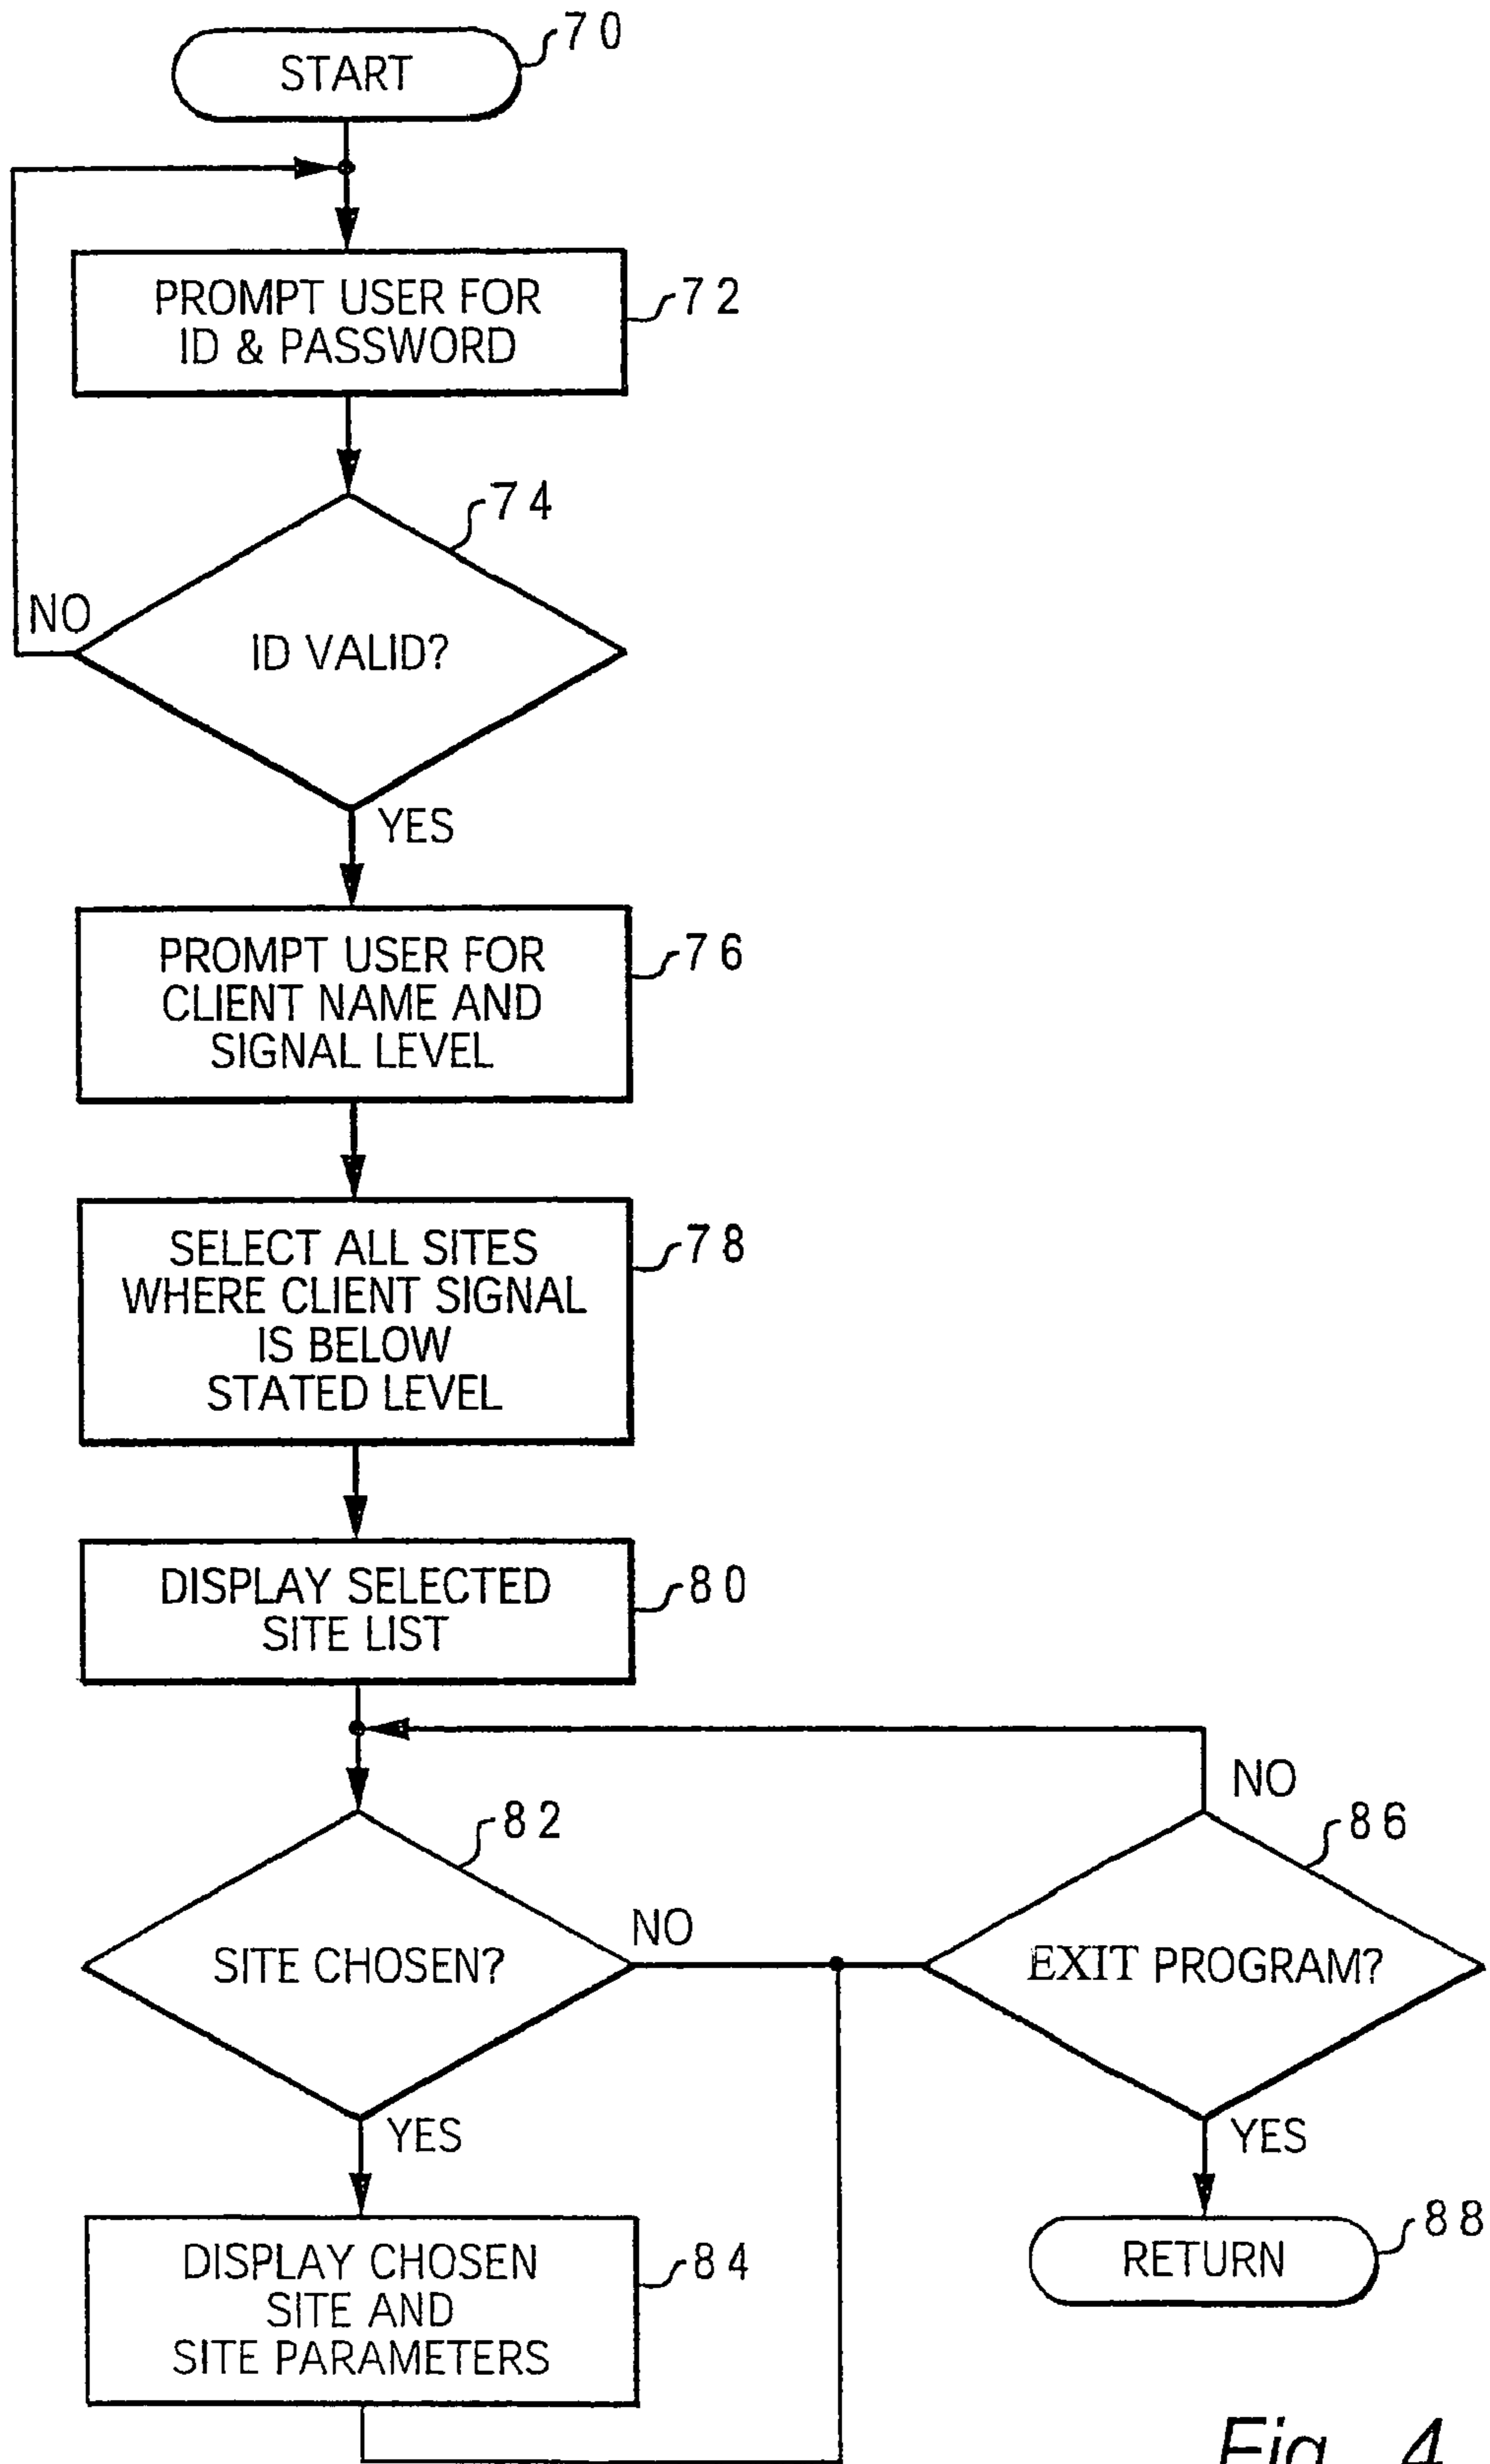 START
70
PROMPT USER FOR
ID & PASSWORD
72
74
NO
ID VALID?
YES
PROMPT USER FOR
CLIENT NAME AND
SIGNAL LEVEL
76
SELECT ALL SITES
WHERE CLIENT SIGNAL
IS BELOW
STATED LEVEL
78
DISPLAY SELECTED
SITE LIST
80
NO
82
86
SITE CHOSEN?
NO
EXIT PROGRAM?
YES
YES
DISPLAY CHOSEN
SITE AND
SITE PARAMETERS
84
RETURN
88
Fig. 4